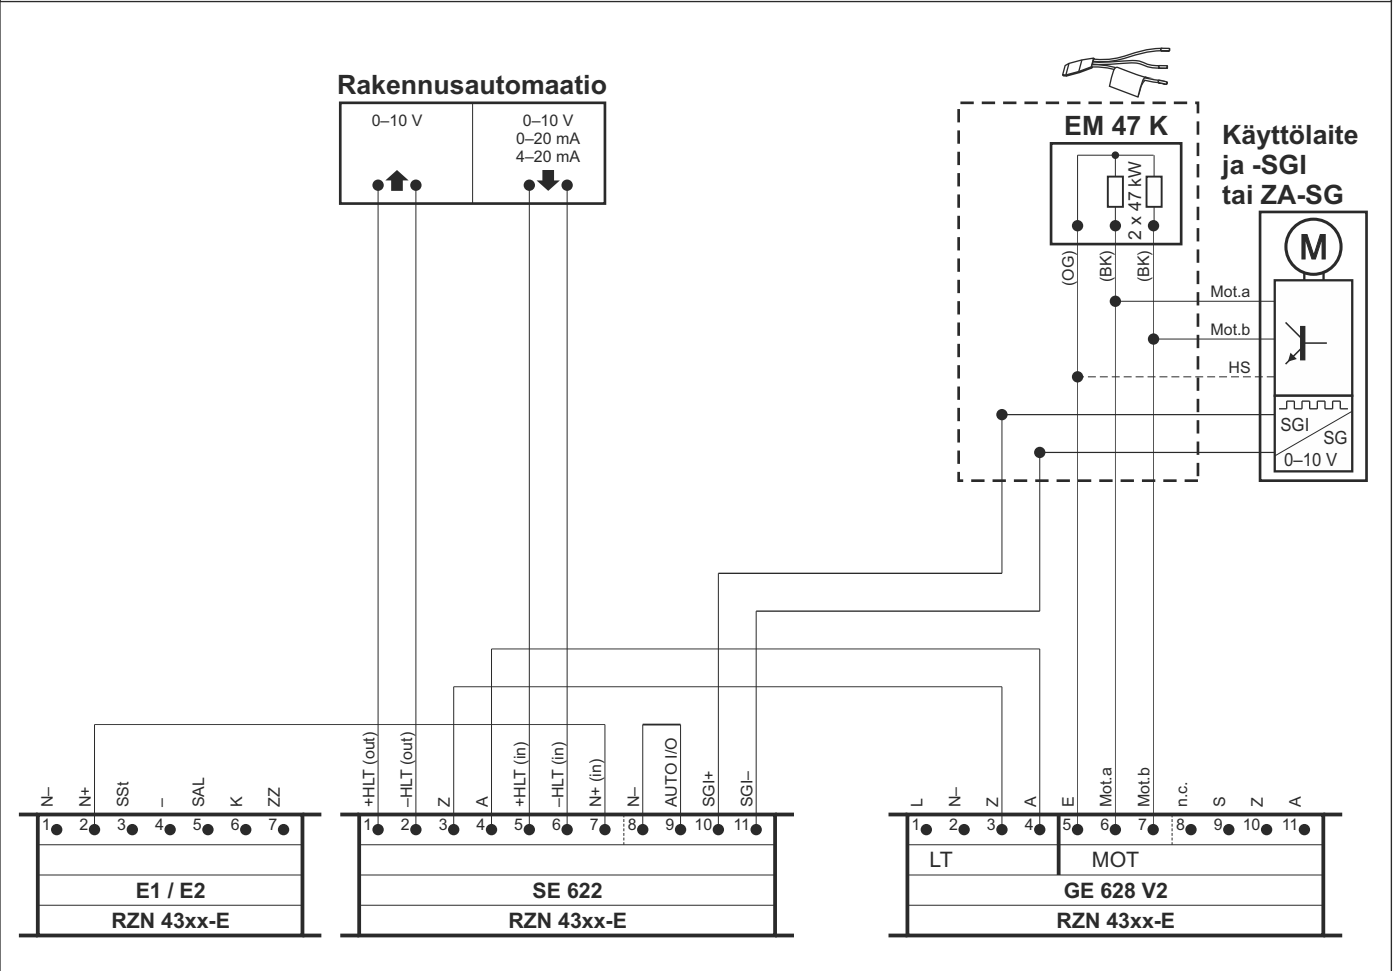 Rakennusautomaatio
0–10 V
0–10 V
0–20 mA
4–20 mA
EM 47 K
2 x 47 kW
(OG)
(BK)
(BK)
Käyttölaite
ja -SGI
tai ZA-SG
M
Mot.a
Mot.b
HS
SGI
SG
0–10 V
N–
N+
SSt
–
SAL
K
ZZ
1
2
3
4
5
6
7
E1 / E2
RZN 43xx-E
+HLT (out)
–HLT (out)
Z
A
+HLT (in)
–HLT (in)
N+ (in)
N–
AUTO I/O
SGI+
SGI–
1
2
3
4
5
6
7
8
9
10
11
SE 622
RZN 43xx-E
L
N–
Z
A
E
Mot.a
Mot.b
n.c.
S
Z
A
1
2
3
4
5
6
7
8
9
10
11
LT
MOT
GE 628 V2
RZN 43xx-E